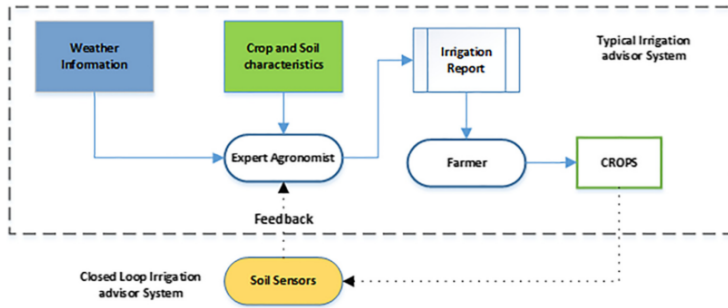 Weather
Information
Crop and Soil
characteristics
Irrigation
Report
Typical Irrigation
advisor System
Expert Agronomist
Farmer
CROPS
Feedback
Closed Loop Irrigation
advisor System
Soil Sensors